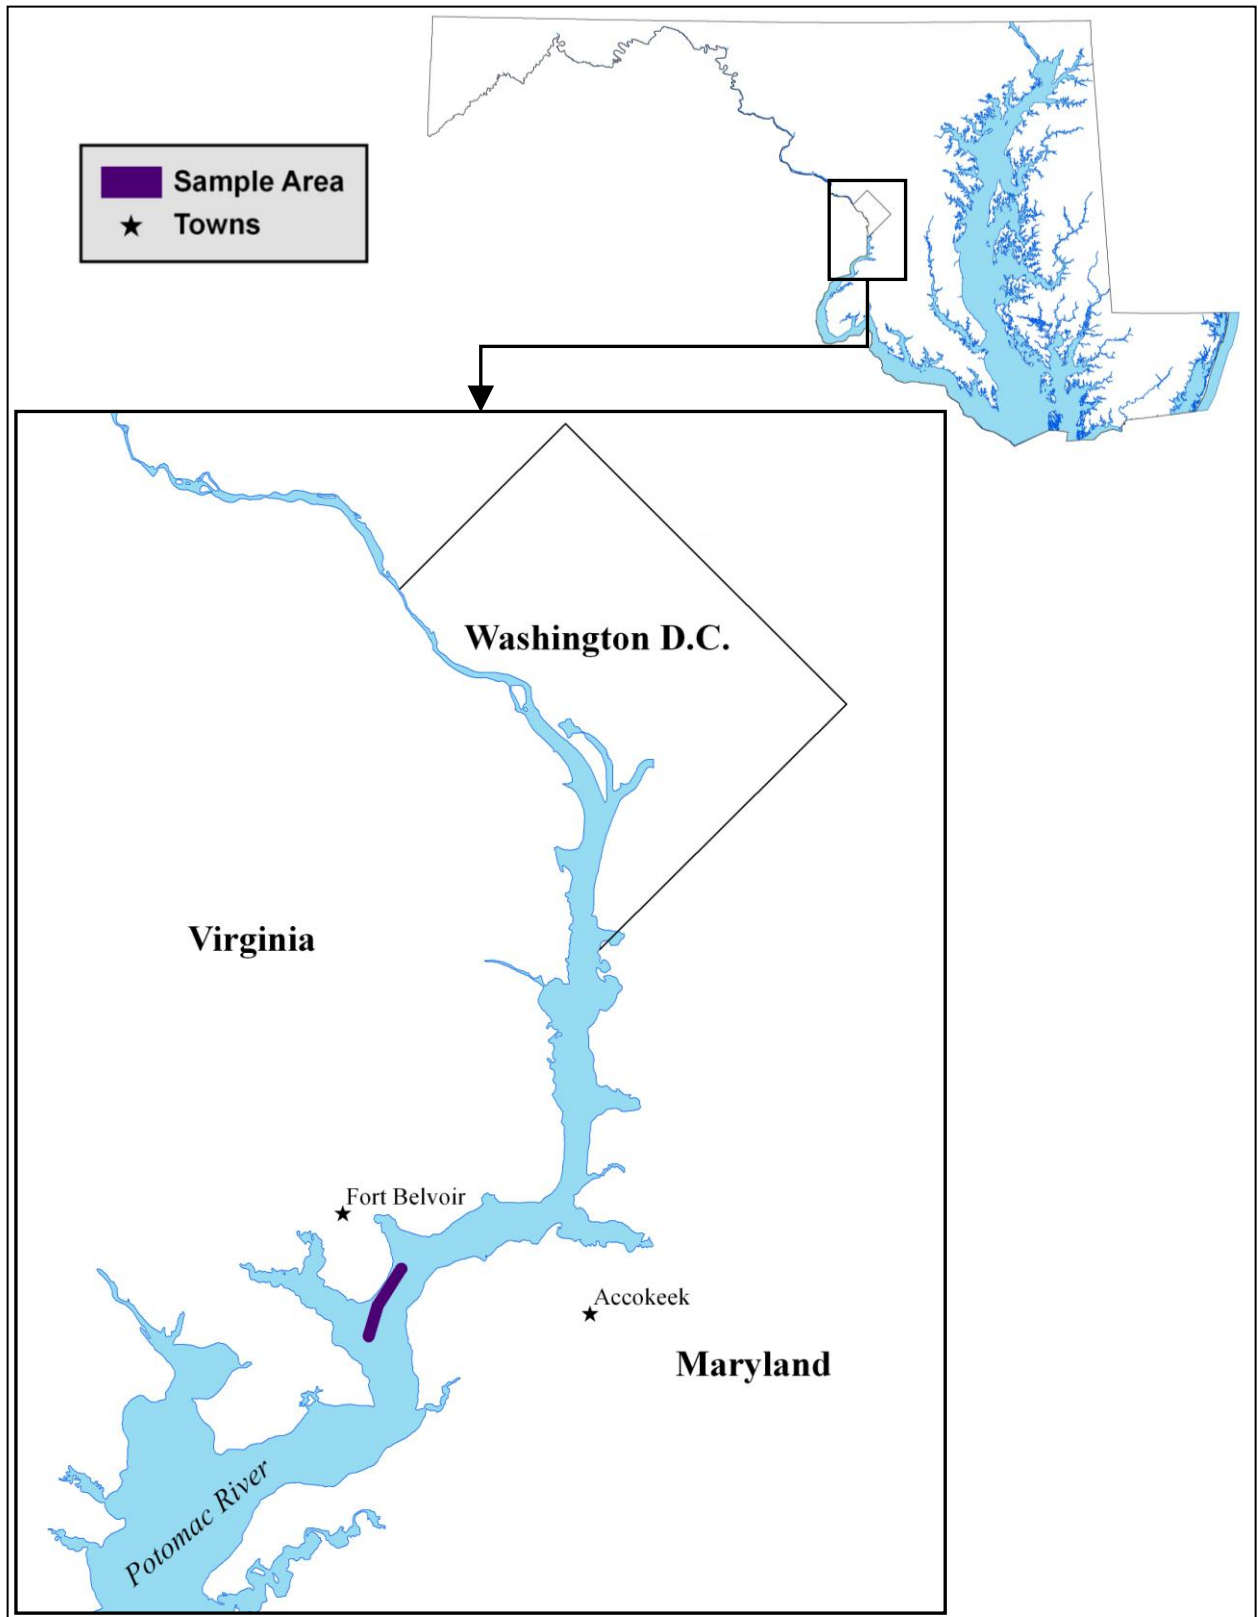 Sample Area
Towns
Washington D.C.
Virginia
Fort Belvoir
Accokeek
Maryland
Potomac River